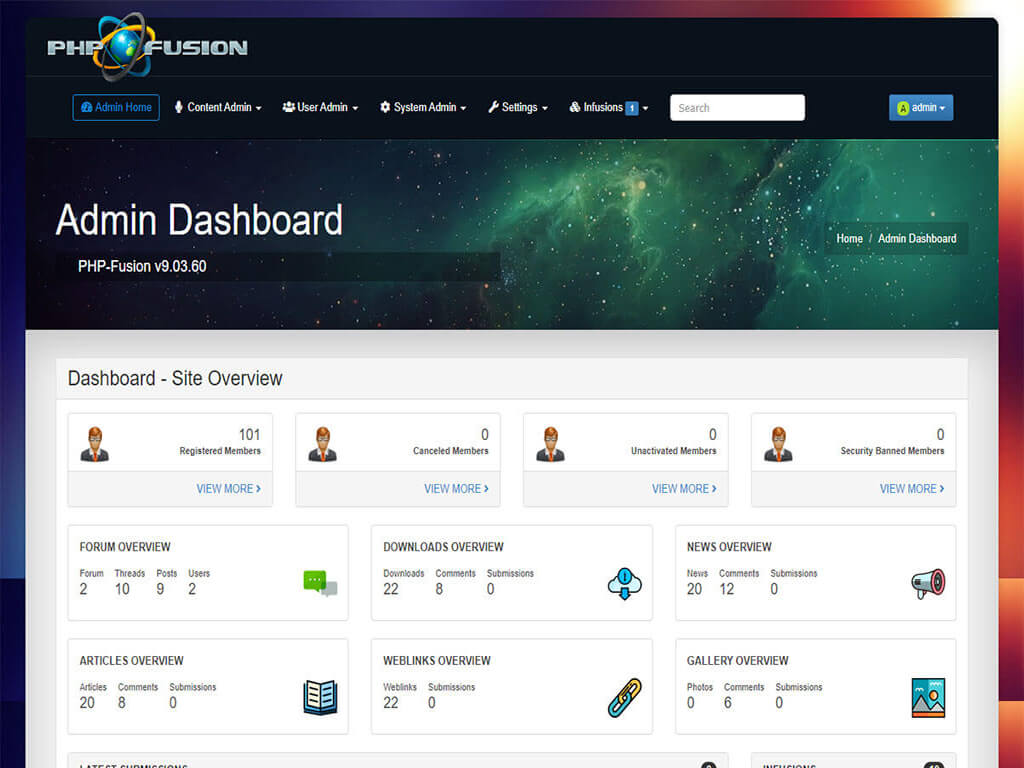 PHP FUSION
Admin Home Content Admin User Admin System Admin Settings Infusions 1 Search A admin
Admin Dashboard
Home / Admin Dashboard
PHP-Fusion v9.03.60
Dashboard - Site Overview
101 0 0 0
Registered Members Canceled Members Unactivated Members Security Banned Members
VIEW MORE VIEW MORE VIEW MORE VIEW MORE
FORUM OVERVIEW DOWNLOADS OVERVIEW NEWS OVERVIEW
Forum Threads Posts Users Downloads Comments Submissions News Comments Submissions
2 10 9 2 22 8 0 20 12 0
ARTICLES OVERVIEW WEBLINKS OVERVIEW GALLERY OVERVIEW
Articles Comments Submissions Weblinks Submissions Photos Comments Submissions
20 8 0 22 0 0 6 0
LATEST SUBMISSIONS INFUSIONS